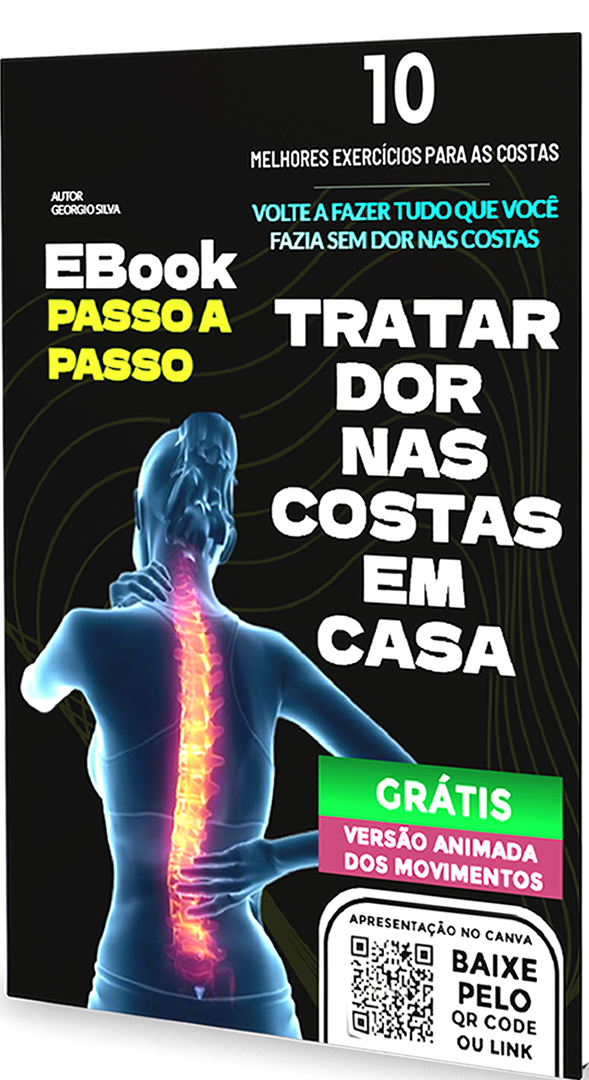 10
MELHORES EXERCÍCIOS PARA AS COSTAS
VOLTE A FAZER TUDO QUE VOCÊ
FAZIA SEM DOR NAS COSTAS
AUTOR
GEORGIO SILVA
EBook
PASSO A
PASSO
TRATAR
DOR
NAS
COSTAS
EM
CASA
GRÁTIS
VERSÃO ANIMADA
DOS MOVIMENTOS
APRESENTAÇÃO NO CANVA
BAIXE
PELO
QR CODE
OU LINK